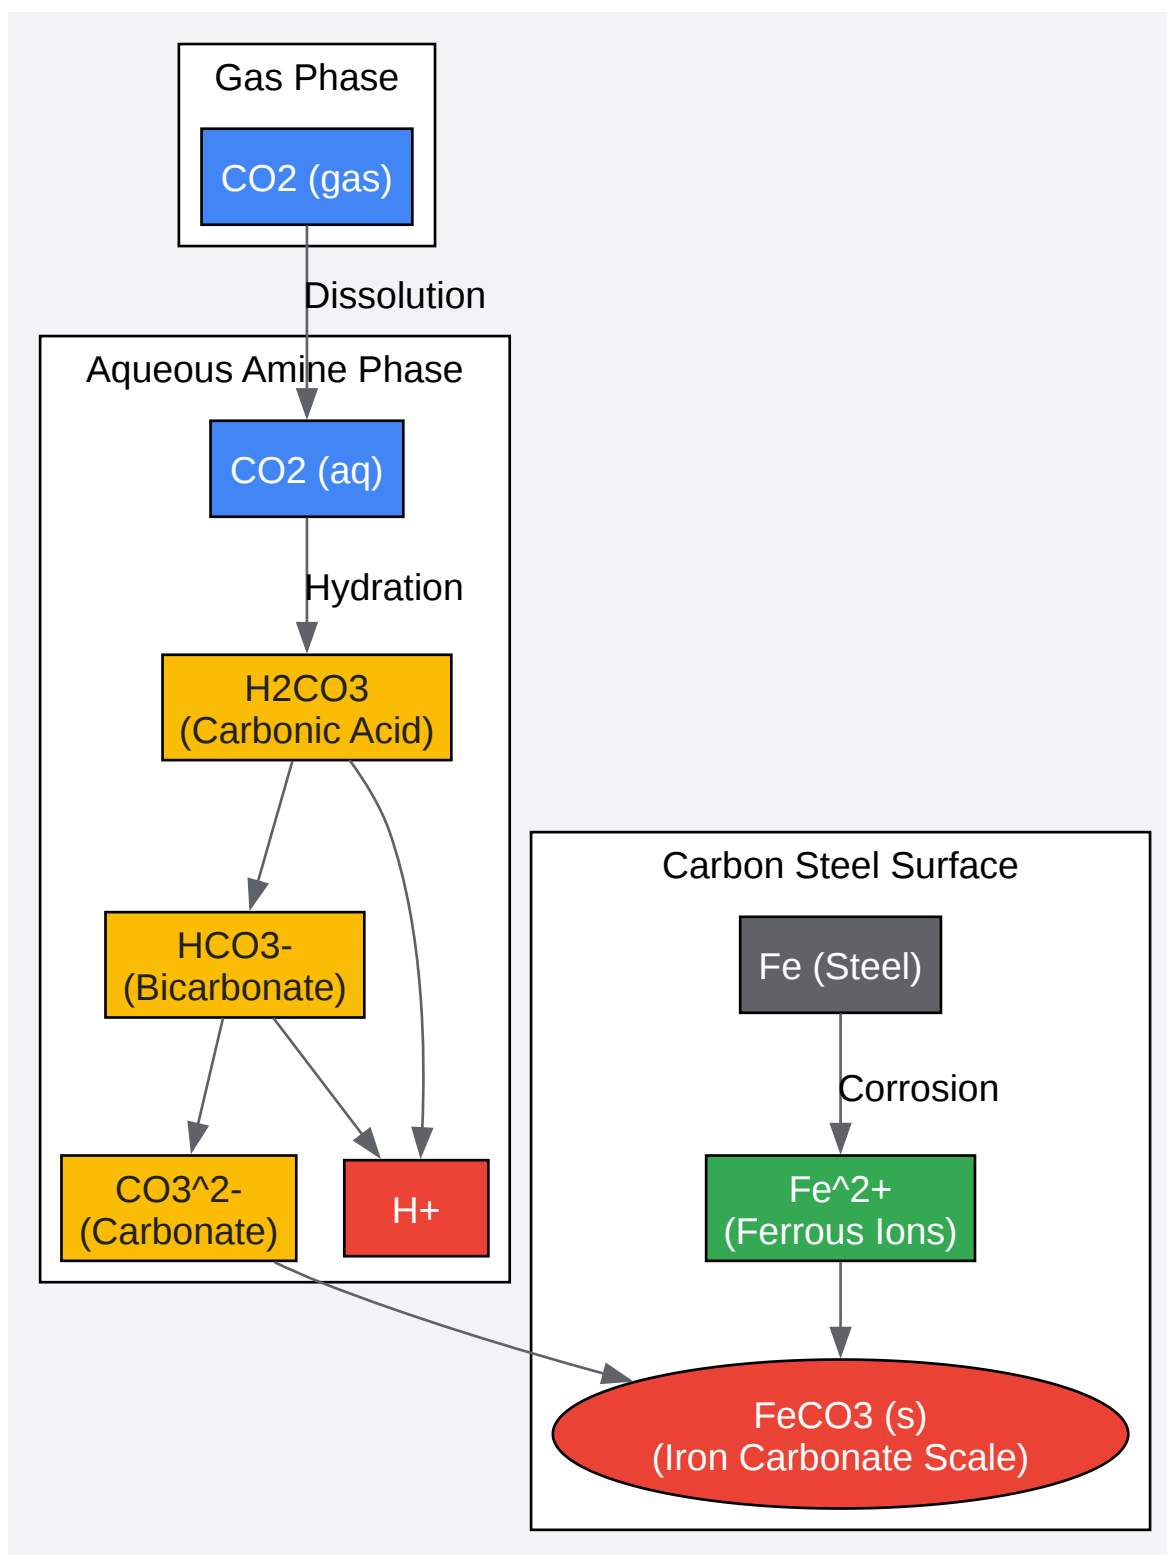 Gas Phase
CO2 (gas)
Dissolution
Aqueous Amine Phase
CO2 (aq)
Hydration
H2CO3
(Carbonic Acid)
HCO3-
(Bicarbonate)
CO3^2-
(Carbonate)
H+
Carbon Steel Surface
Fe (Steel)
Corrosion
Fe^2+
(Ferrous Ions)
FeCO3 (s)
(Iron Carbonate Scale)